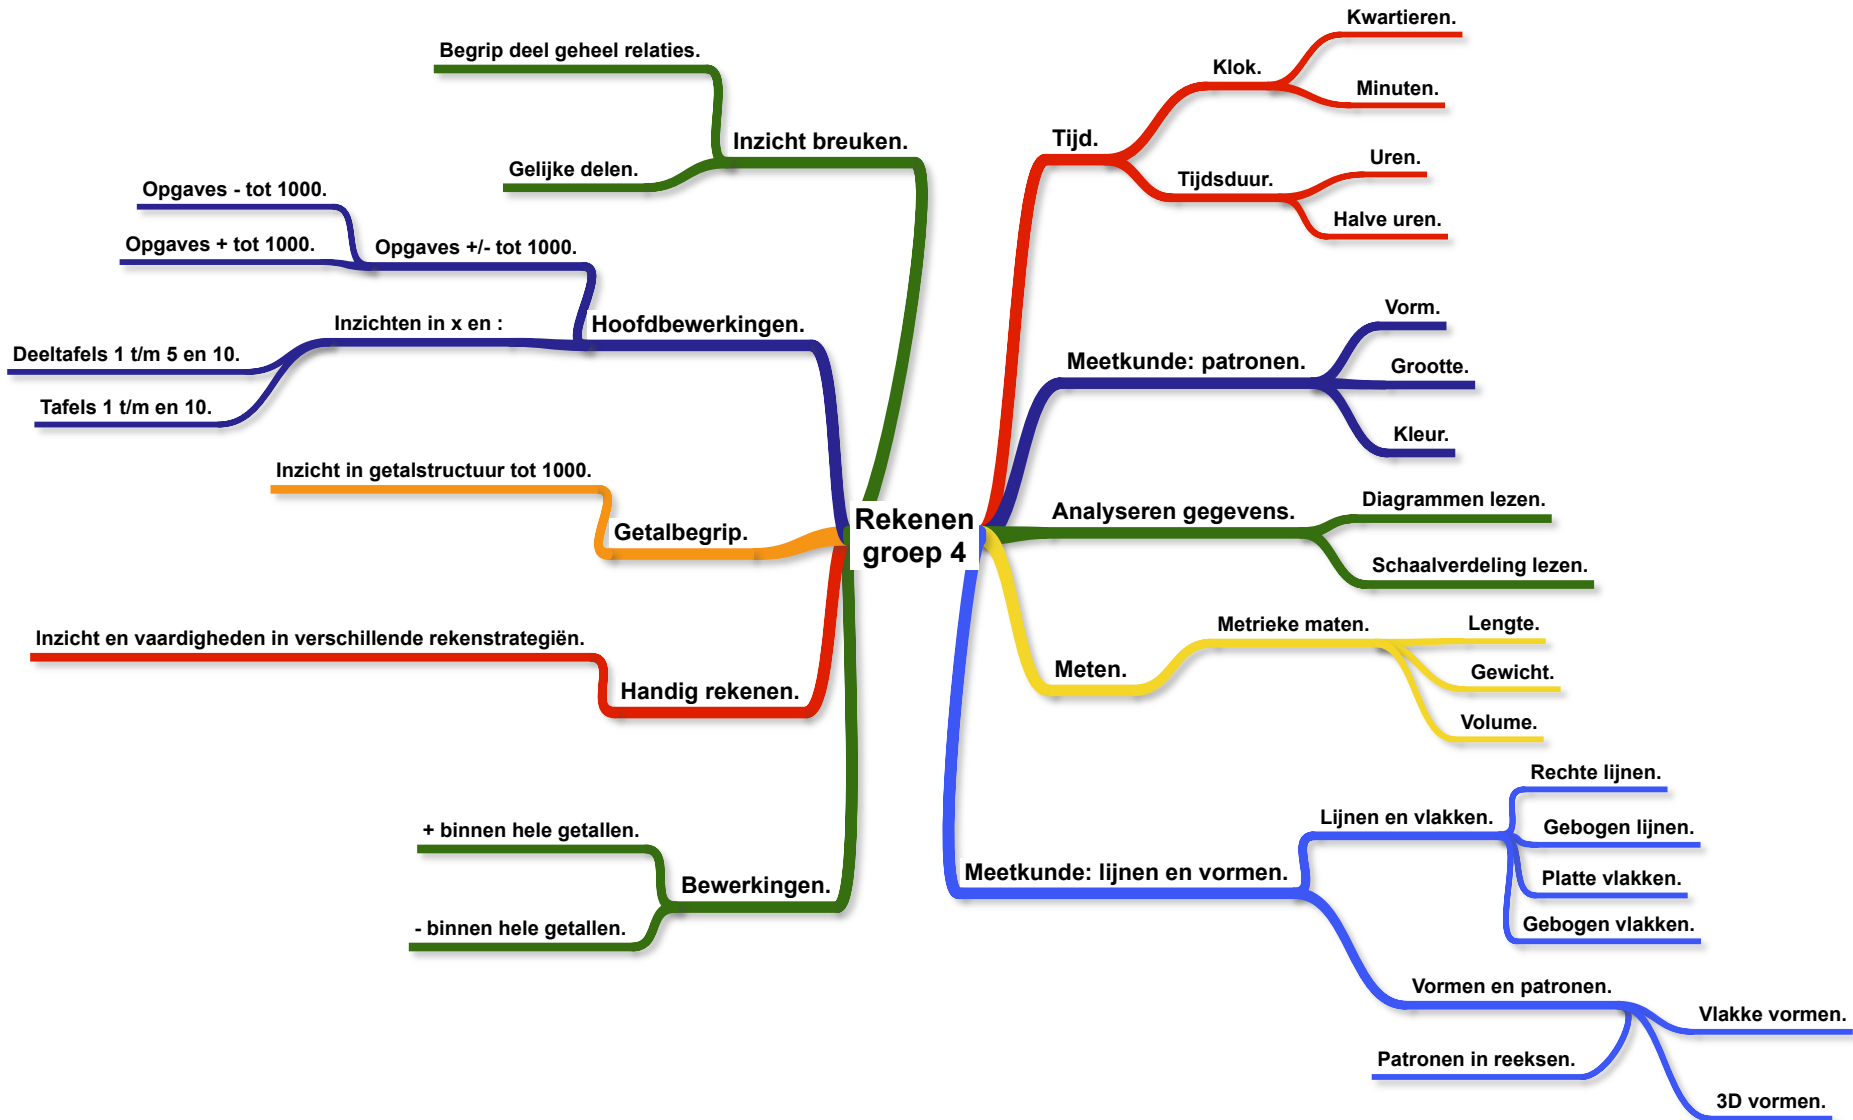 Rekenen
groep 4
Inzicht breuken.
Begrip deel geheel relaties.
Gelijke delen.
Hoofdbewerkingen.
Opgaves +/- tot 1000.
Opgaves - tot 1000.
Opgaves + tot 1000.
Inzichten in x en :
Deeltafels 1 t/m 5 en 10.
Tafels 1 t/m en 10.
Getalbegrip.
Inzicht in getalstructuur tot 1000.
Handig rekenen.
Inzicht en vaardigheden in verschillende rekenstrategiën.
Bewerkingen.
+ binnen hele getallen.
- binnen hele getallen.
Tijd.
Klok.
Kwartieren.
Minuten.
Tijdsduur.
Uren.
Halve uren.
Meetkunde: patronen.
Vorm.
Grootte.
Kleur.
Analyseren gegevens.
Diagrammen lezen.
Schaalverdeling lezen.
Meten.
Metrieke maten.
Lengte.
Gewicht.
Volume.
Meetkunde: lijnen en vormen.
Lijnen en vlakken.
Rechte lijnen.
Gebogen lijnen.
Platte vlakken.
Gebogen vlakken.
Vormen en patronen.
Vlakke vormen.
Patronen in reeksen.
3D vormen.